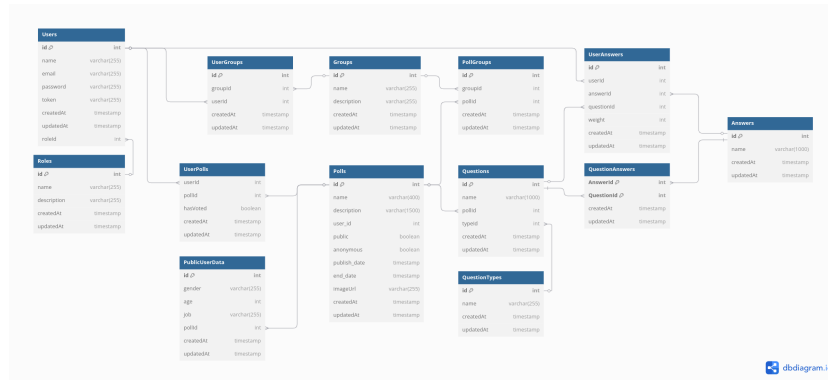 Users
id int
name varchar(255)
email varchar(255)
password varchar(255)
token varchar(255)
createdAt timestamp
updatedAt timestamp
roleId int
Roles
id int
name varchar(255)
description varchar(255)
createdAt timestamp
updatedAt timestamp
UserGroups
id int
groupId int
userId int
createdAt timestamp
updatedAt timestamp
UserPolls
userId int
pollId int
hasVoted boolean
createdAt timestamp
updatedAt timestamp
PublicUserData
id int
gender varchar(255)
age int
job varchar(255)
pollId int
createdAt timestamp
updatedAt timestamp
Groups
id int
name varchar(255)
description varchar(255)
createdAt timestamp
updatedAt timestamp
Polls
id int
name varchar(400)
description varchar(1500)
user_id int
public boolean
anonymous boolean
publish_date timestamp
end_date timestamp
imageUrl varchar(255)
createdAt timestamp
updatedAt timestamp
PollGroups
id int
groupId int
pollId int
createdAt timestamp
updatedAt timestamp
Questions
id int
name varchar(1000)
pollId int
typeId int
createdAt timestamp
updatedAt timestamp
QuestionTypes
id int
name varchar(255)
createdAt timestamp
updatedAt timestamp
UserAnswers
id int
userId int
answerId int
questionId int
weight int
createdAt timestamp
updatedAt timestamp
QuestionAnswers
AnswerId int
QuestionId int
createdAt timestamp
updatedAt timestamp
Answers
id int
name varchar(1000)
createdAt timestamp
updatedAt timestamp
dbdiagram.i